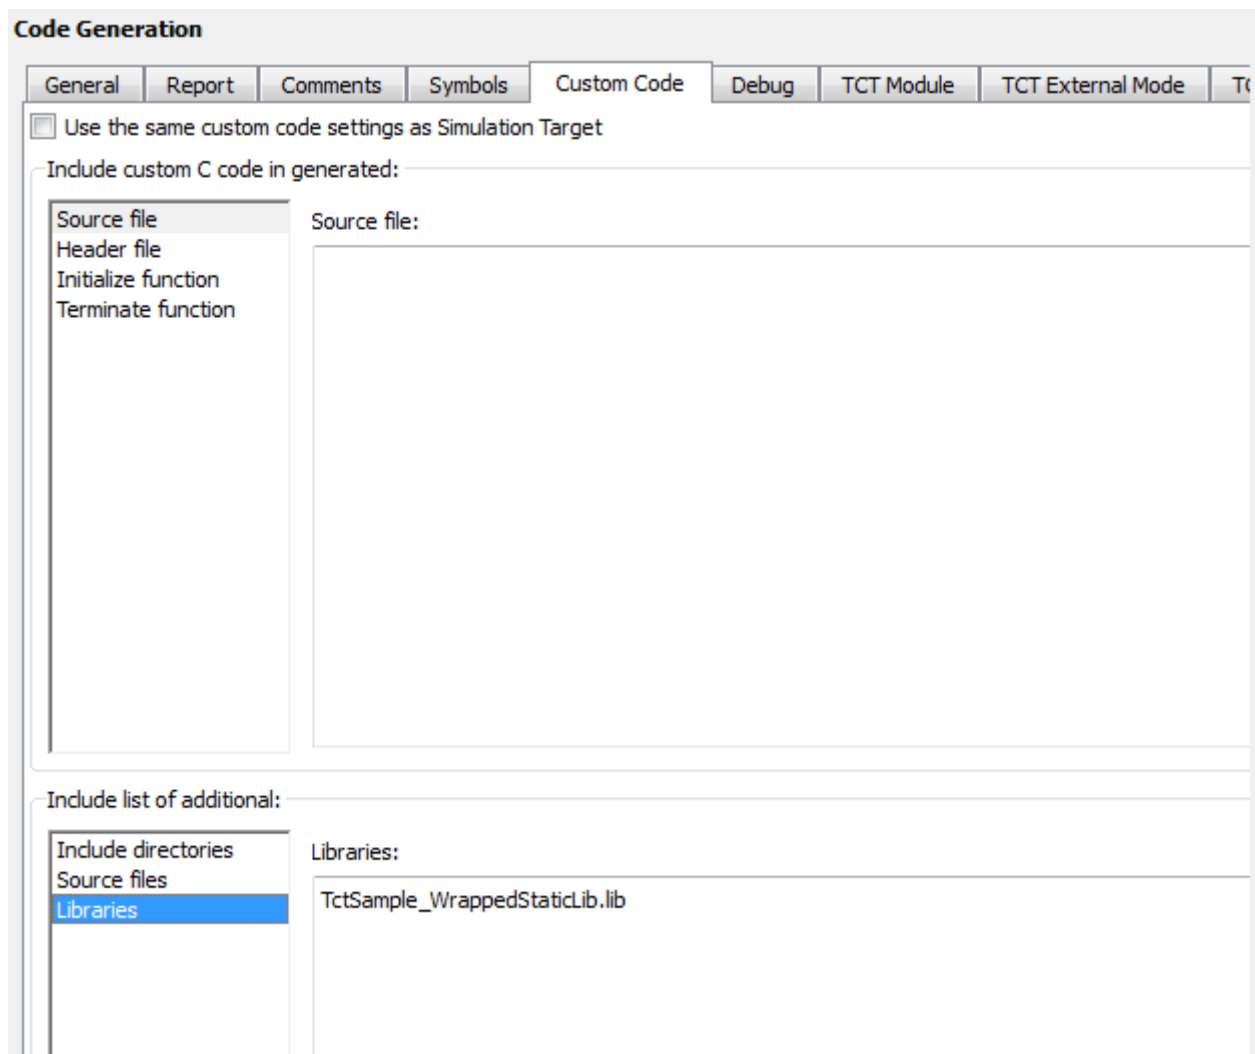 Code Generation
General Report Comments Symbols Custom Code Debug TCT Module TCT External Mode
Use the same custom code settings as Simulation Target
Include custom C code in generated:
Source file
Header file
Initialize function
Terminate function
Source file:
Include list of additional:
Include directories
Source files
Libraries
Libraries:
TctSample_WrappedStaticLib.lib